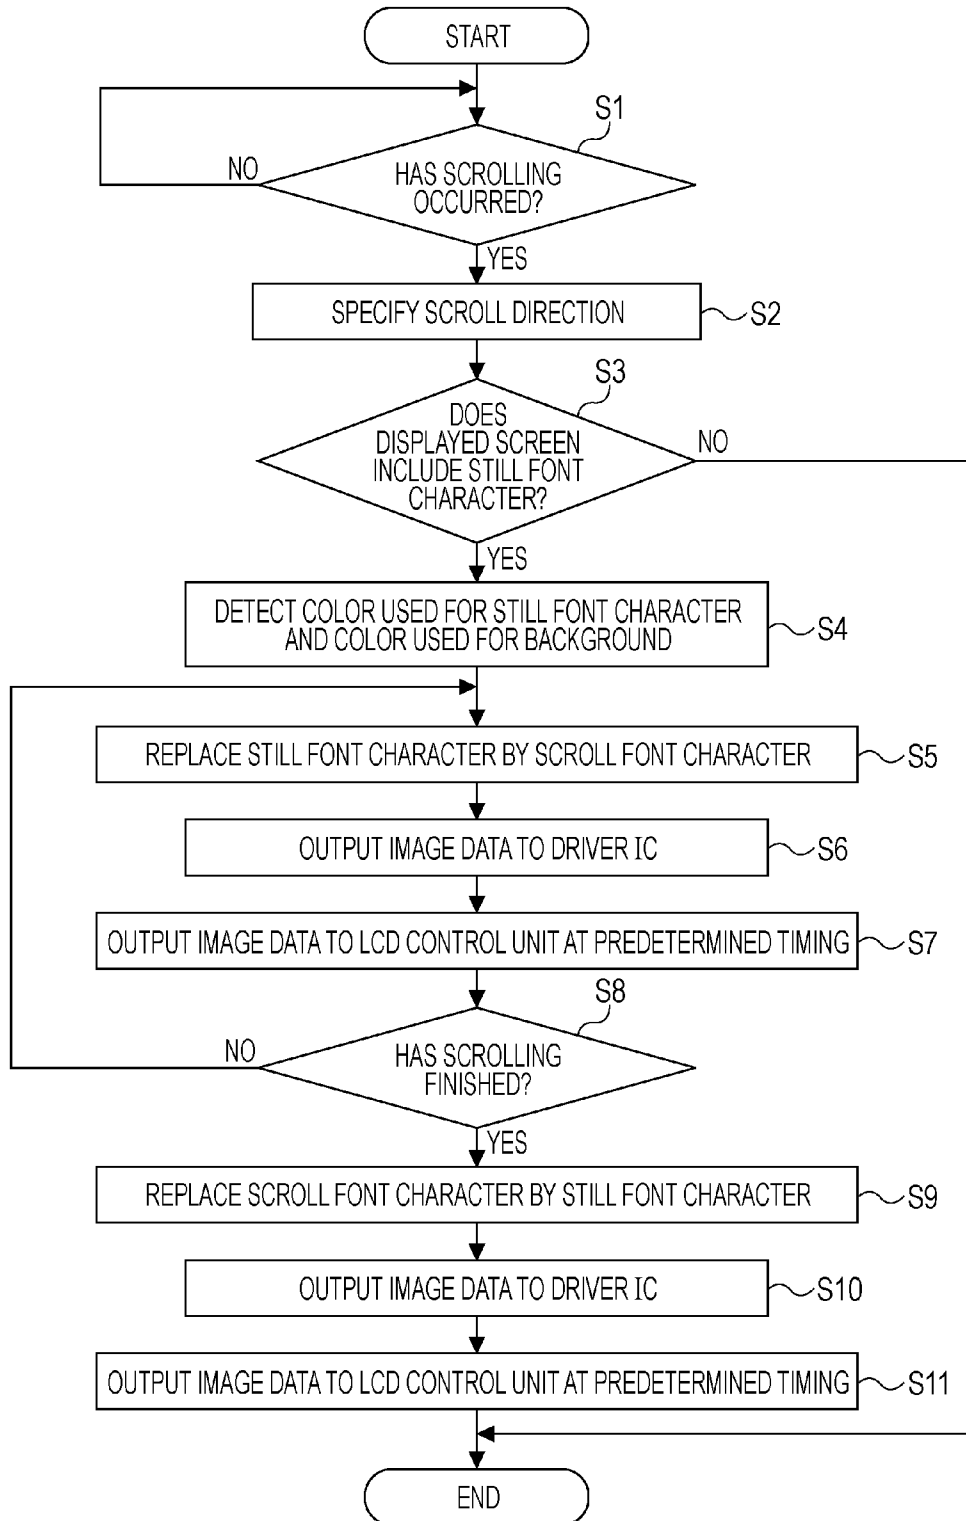 START
S1
NO
HAS SCROLLING
OCCURRED?
YES
SPECIFY SCROLL DIRECTION
S2
S3
DOES
DISPLAYED SCREEN
INCLUDE STILL FONT
CHARACTER?
NO
YES
DETECT COLOR USED FOR STILL FONT CHARACTER
AND COLOR USED FOR BACKGROUND
S4
REPLACE STILL FONT CHARACTER BY SCROLL FONT CHARACTER
S5
OUTPUT IMAGE DATA TO DRIVER IC
S6
OUTPUT IMAGE DATA TO LCD CONTROL UNIT AT PREDETERMINED TIMING
S7
S8
NO
HAS SCROLLING
FINISHED?
YES
REPLACE SCROLL FONT CHARACTER BY STILL FONT CHARACTER
S9
OUTPUT IMAGE DATA TO DRIVER IC
S10
OUTPUT IMAGE DATA TO LCD CONTROL UNIT AT PREDETERMINED TIMING
S11
END